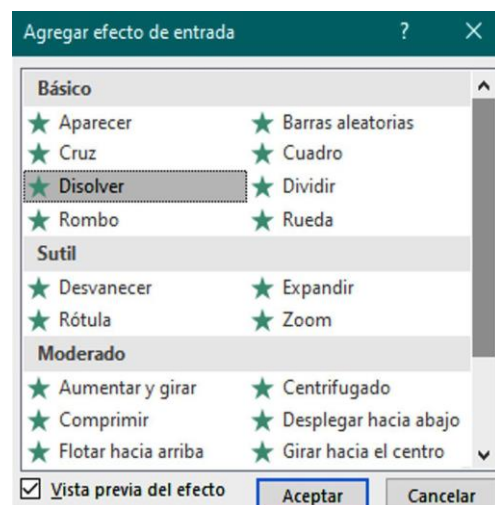 Agregar efecto de entrada ? ×
Básico
Aparecer Barras aleatorias
Cruz Cuadro
Disolver Dividir
Rombo Rueda
Sutil
Desvanecer Expandir
Rótula Zoom
Moderado
Aumentar y girar Centrifugado
Comprimir Desplegar hacia abajo
Flotar hacia arriba Girar hacia el centro
Vista previa del efecto Aceptar Cancelar